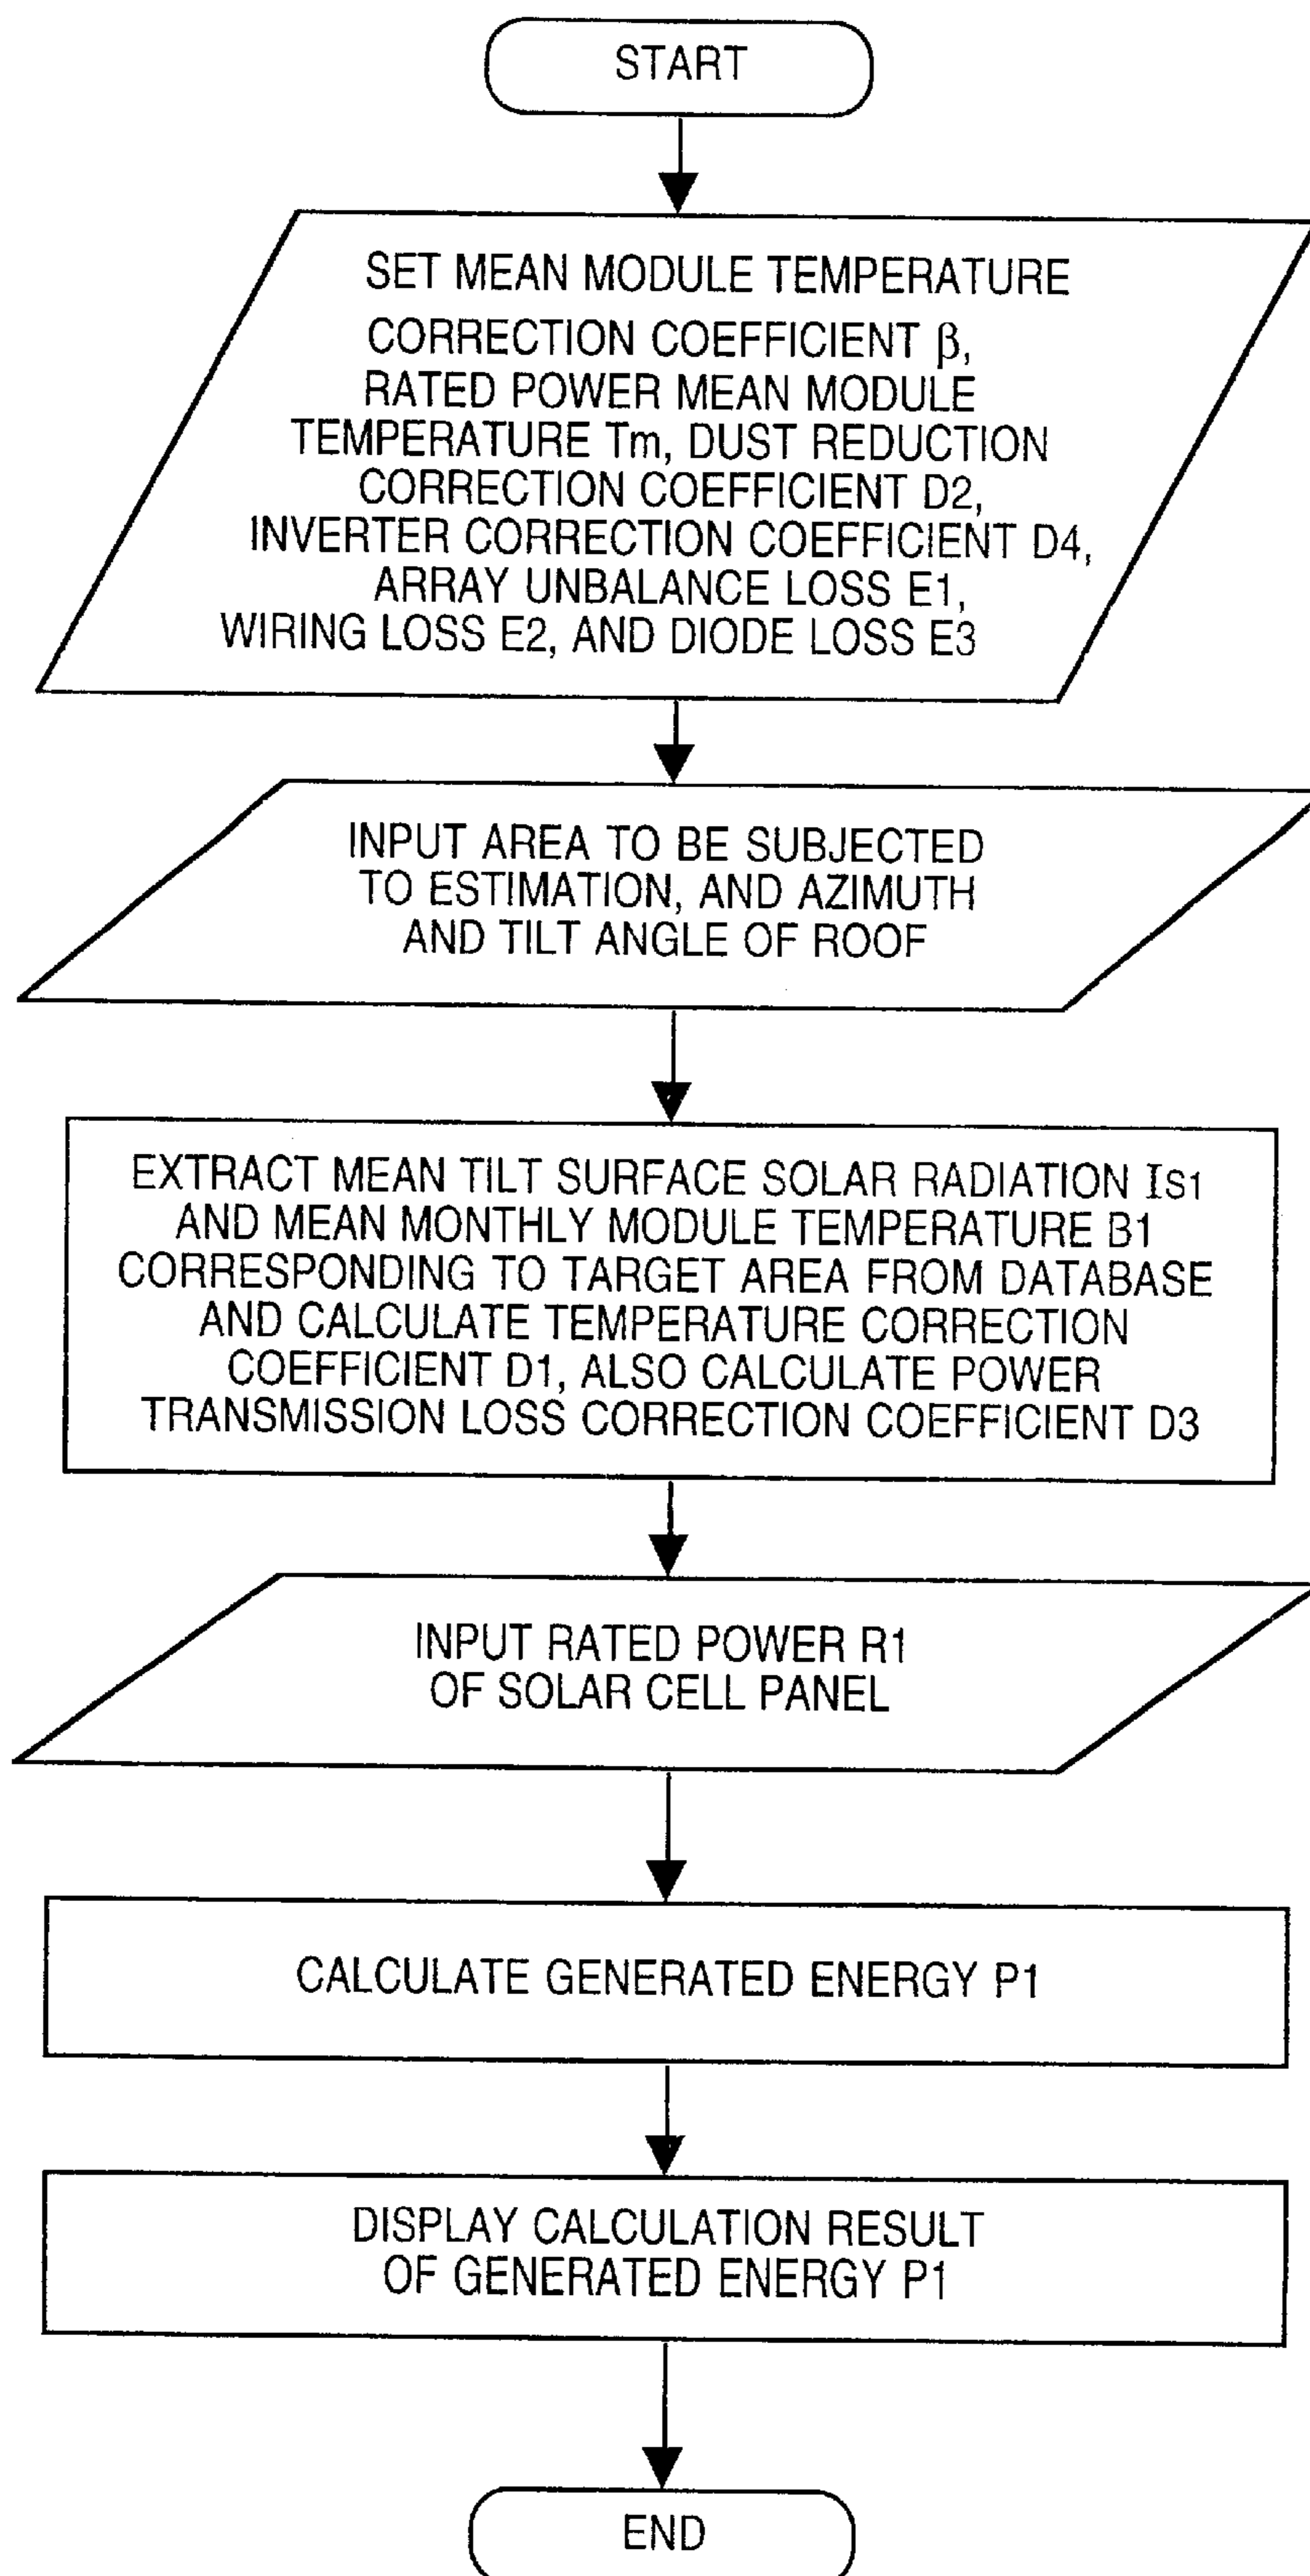 START
SET MEAN MODULE TEMPERATURE
CORRECTION COEFFICIENT β,
RATED POWER MEAN MODULE
TEMPERATURE Tm, DUST REDUCTION
CORRECTION COEFFICIENT D2,
INVERTER CORRECTION COEFFICIENT D4,
ARRAY UNBALANCE LOSS E1,
WIRING LOSS E2, AND DIODE LOSS E3
INPUT AREA TO BE SUBJECTED
TO ESTIMATION, AND AZIMUTH
AND TILT ANGLE OF ROOF
EXTRACT MEAN TILT SURFACE SOLAR RADIATION IS1
AND MEAN MONTHLY MODULE TEMPERATURE B1
CORRESPONDING TO TARGET AREA FROM DATABASE
AND CALCULATE TEMPERATURE CORRECTION
COEFFICIENT D1, ALSO CALCULATE POWER
TRANSMISSION LOSS CORRECTION COEFFICIENT D3
INPUT RATED POWER R1
OF SOLAR CELL PANEL
CALCULATE GENERATED ENERGY P1
DISPLAY CALCULATION RESULT
OF GENERATED ENERGY P1
END